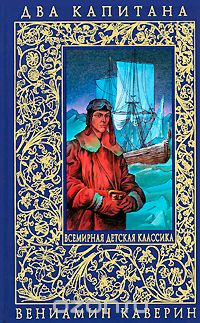 ДВА КАПИТАНА
ВСЕМИРНАЯ ДЕТСКАЯ КЛАССИКА
ВЕНИАМИН КАВЕРИН